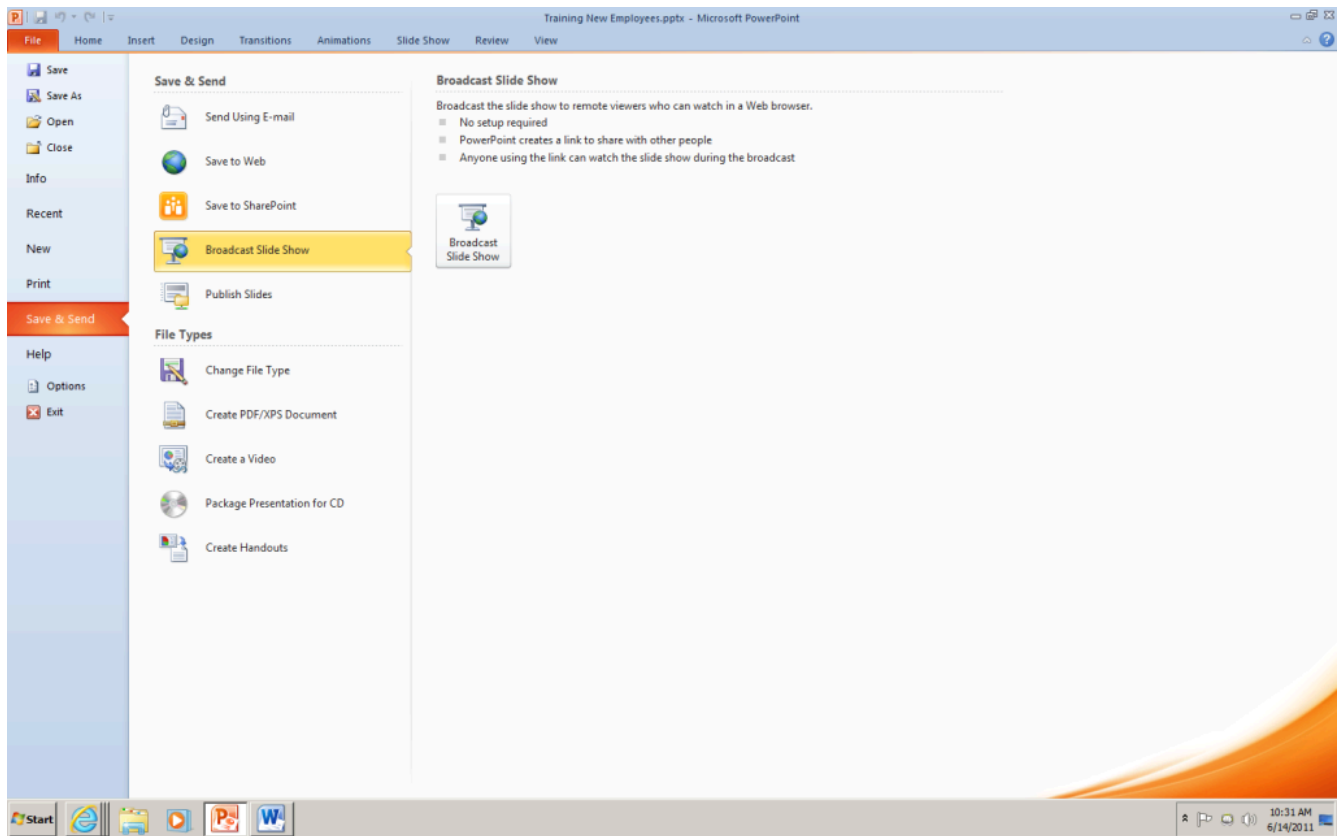 Training New Employees.pptx - Microsoft PowerPoint
File Home Insert Design Transitions Animations Slide Show Review View
Save
Save As
Open
Close
Info
Recent
New
Print
Save & Send
Help
Options
Exit
Save & Send
Send Using E-mail
Save to Web
Save to SharePoint
Broadcast Slide Show
Publish Slides
File Types
Change File Type
Create PDF/XPS Document
Create a Video
Package Presentation for CD
Create Handouts
Broadcast Slide Show
Broadcast the slide show to remote viewers who can watch in a Web browser.
No setup required
PowerPoint creates a link to share with other people
Anyone using the link can watch the slide show during the broadcast
Broadcast
Slide Show
Start
10:31 AM
6/14/2011